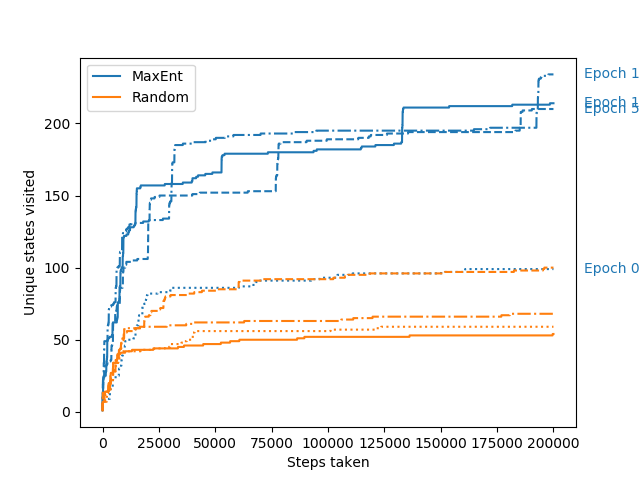 MaxEnt
Random
Epoch 1
Epoch 1
Epoch 5
Epoch 0
200
150
100
50
0
Unique states visited
0 25000 50000 75000 100000 125000 150000 175000 200000
Steps taken